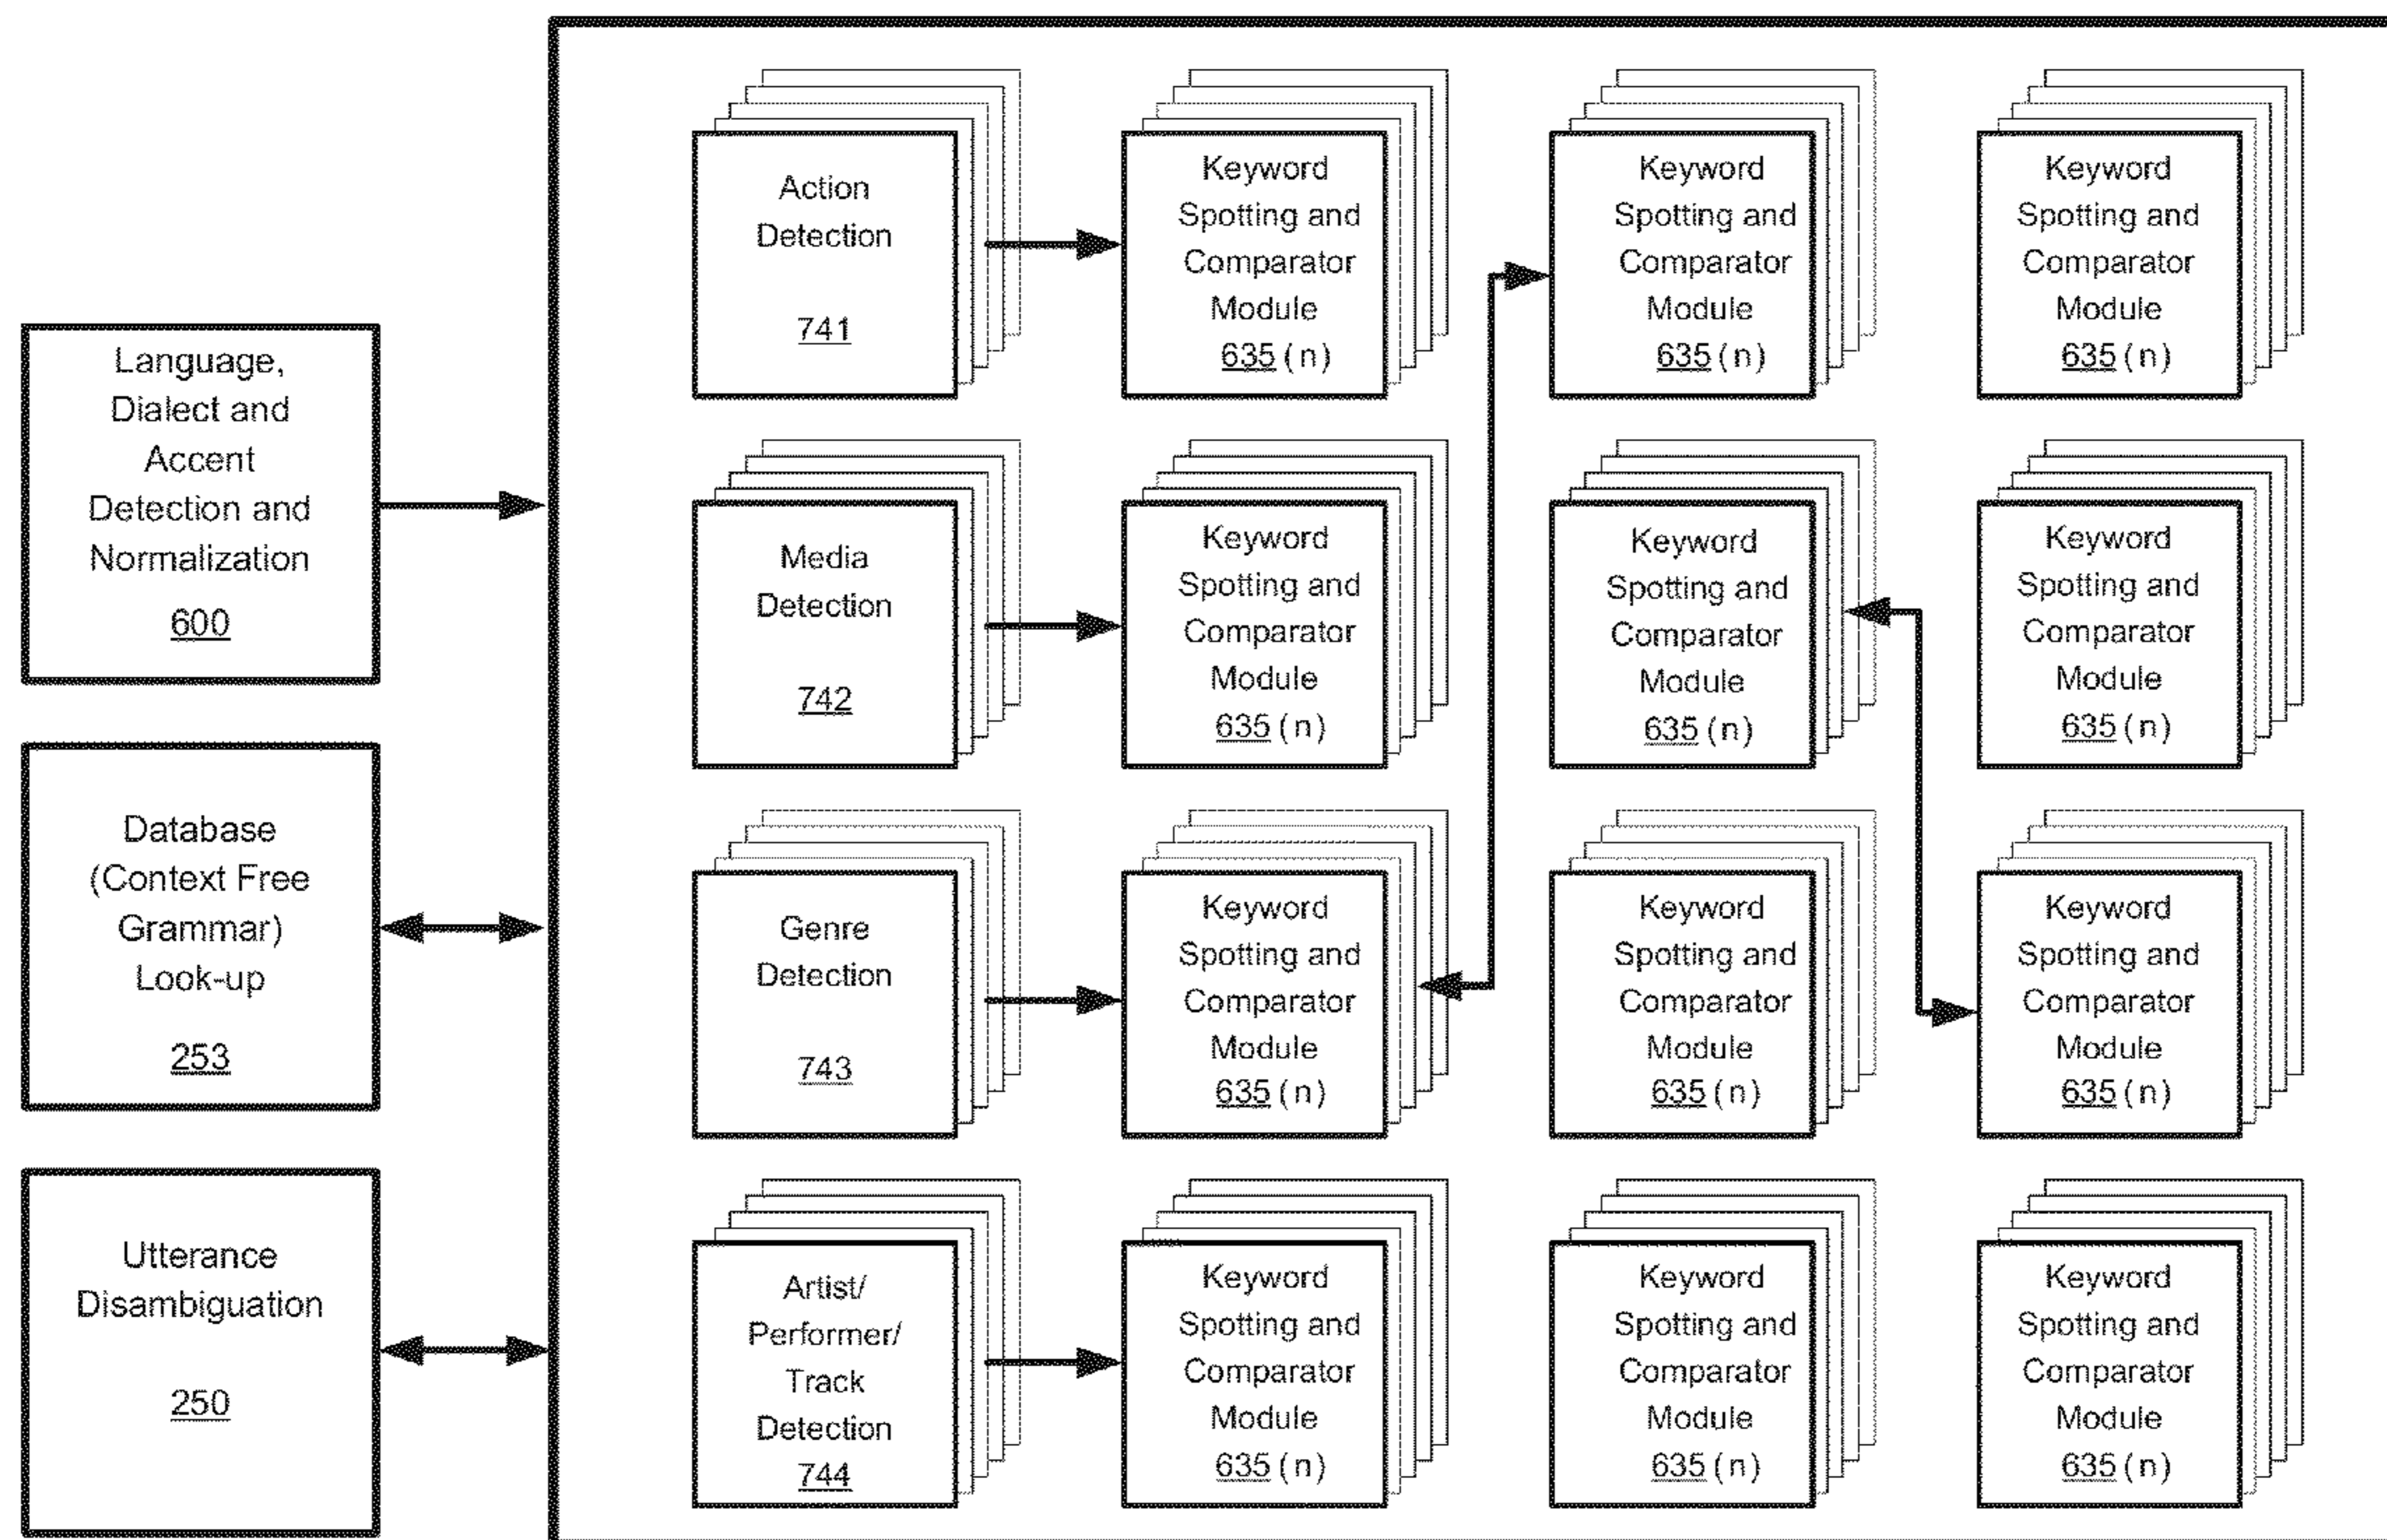 Language,
Dialect and
Accent
Detection and
Normalization
600
Database
(Context Free
Grammar)
Look-up
253
Utterance
Disambiguation
250
Action
Detection
741
Keyword
Spotting and
Comparator
Module
635 (n)
Keyword
Spotting and
Comparator
Module
635 (n)
Keyword
Spotting and
Comparator
Module
635 (n)
Media
Detection
742
Keyword
Spotting and
Comparator
Module
635 (n)
Keyword
Spotting and
Comparator
Module
635 (n)
Keyword
Spotting and
Comparator
Module
635 (n)
Genre
Detection
743
Keyword
Spotting and
Comparator
Module
635 (n)
Keyword
Spotting and
Comparator
Module
635 (n)
Keyword
Spotting and
Comparator
Module
635 (n)
Artist/
Performer/
Track
Detection
744
Keyword
Spotting and
Comparator
Module
635 (n)
Keyword
Spotting and
Comparator
Module
635 (n)
Keyword
Spotting and
Comparator
Module
635 (n)